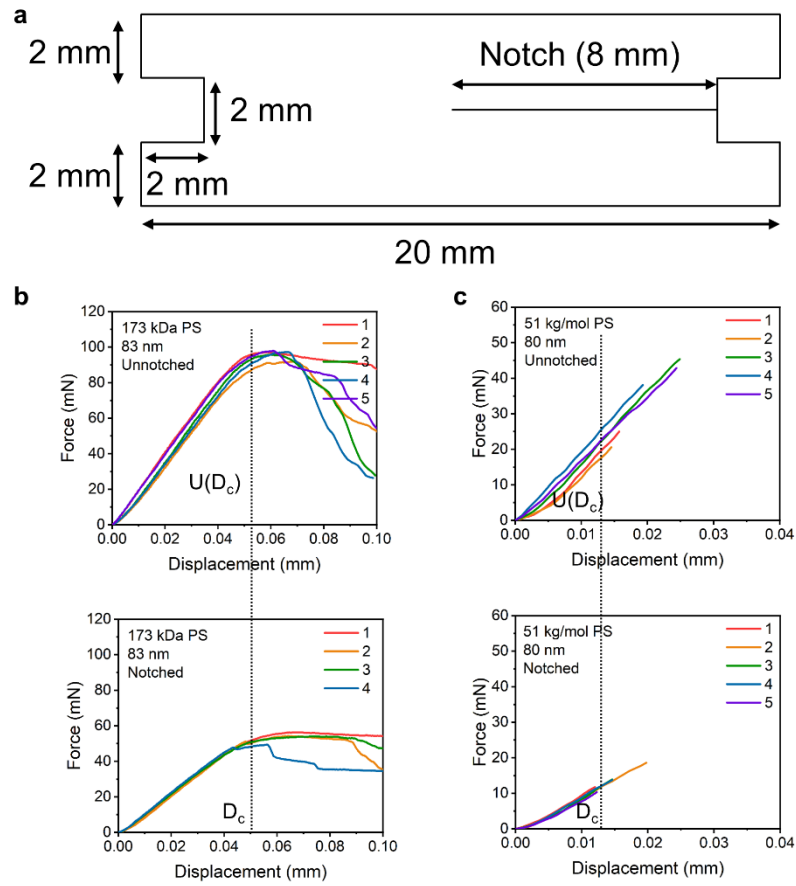 a
2 mm
Notch (8 mm)
2 mm
2 mm
2 mm
20 mm
b
173 kDa PS
83 nm
Unnotched
1
2
3
4
5
U(D_c)
Force (mN)
120
100
80
60
40
20
0
0.00 0.02 0.04 0.06 0.08 0.10
Displacement (mm)
173 kDa PS
83 nm
Notched
1
2
3
4
D_c
Force (mN)
120
100
80
60
40
20
0
0.00 0.02 0.04 0.06 0.08 0.10
Displacement (mm)
c
51 kg/mol PS
80 nm
Unnotched
1
2
3
4
5
U(D_c)
Force (mN)
60
50
40
30
20
10
0
0.00 0.01 0.02 0.03 0.04
Displacement (mm)
51 kg/mol PS
80 nm
Notched
1
2
3
4
5
D_c
Force (mN)
60
50
40
30
20
10
0
0.00 0.01 0.02 0.03 0.04
Displacement (mm)